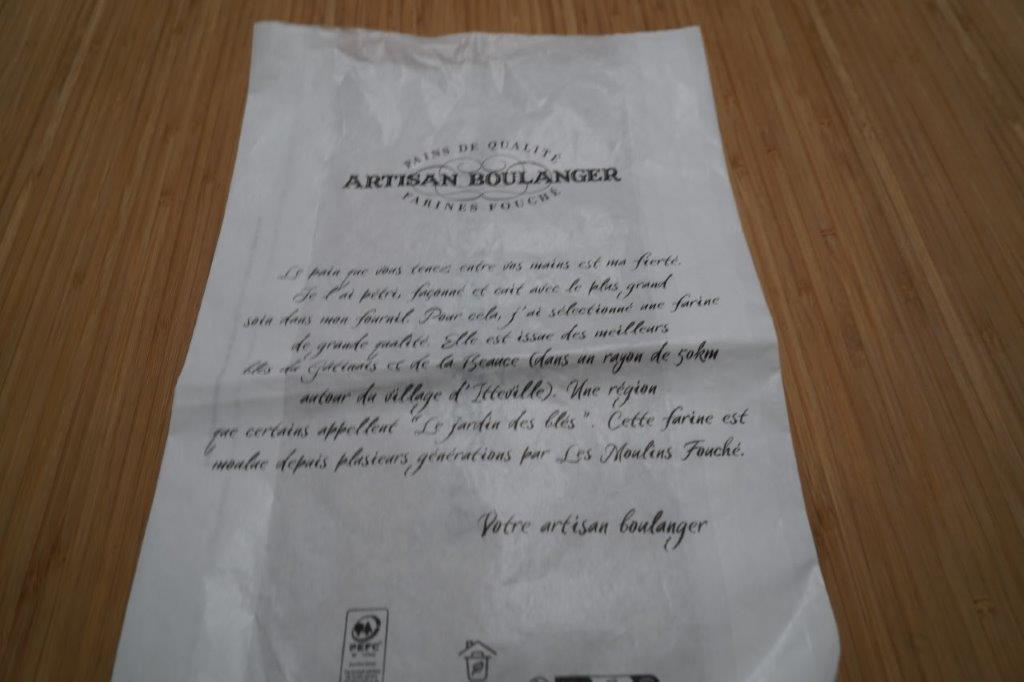 PAINS DE QUALITÉ
ARTISAN BOULANGER
FARINES FOUCHÉ
Le pain que vous tenez entre vos mains est ma fierté.
Je l'ai pétri, façonné et cuit avec le plus grand
soin dans mon fournil. Pour cela, j'ai sélectionné une farine
de grande qualité. Elle est issue des meilleurs
blés du Gâtinais et de la Beauce (dans un rayon de 50km
autour du village d'Itteville). Une région
que certains appellent "Le jardin des blés". Cette farine est
moulue depuis plusieurs générations par Les Moulins Fouché.
Votre artisan boulanger
PEFC